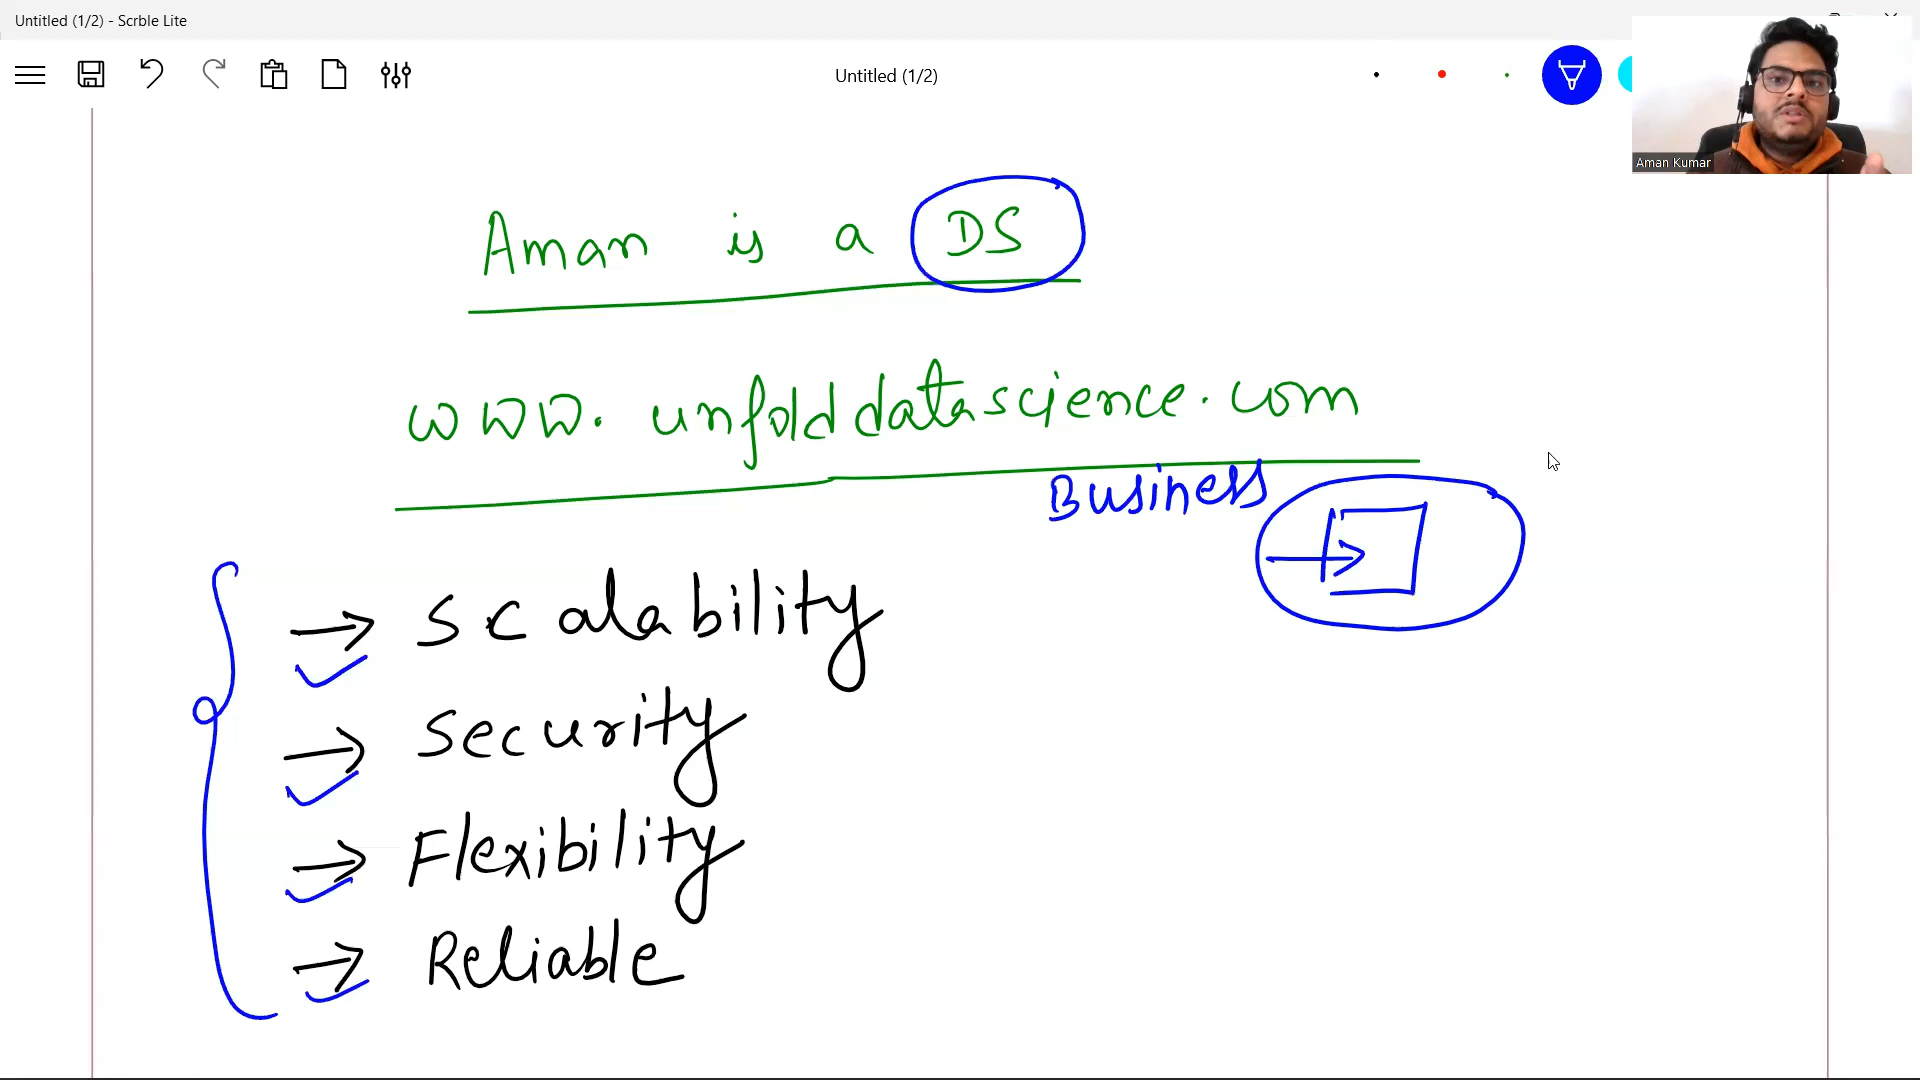 Untitled (1/2) - Scrble Lite
Untitled (1/2)
Aman Kumar
Aman is a DS
www.unfolddatascience.com
Business
→ Scalability
→ Security
→ Flexibility
→ Reliable